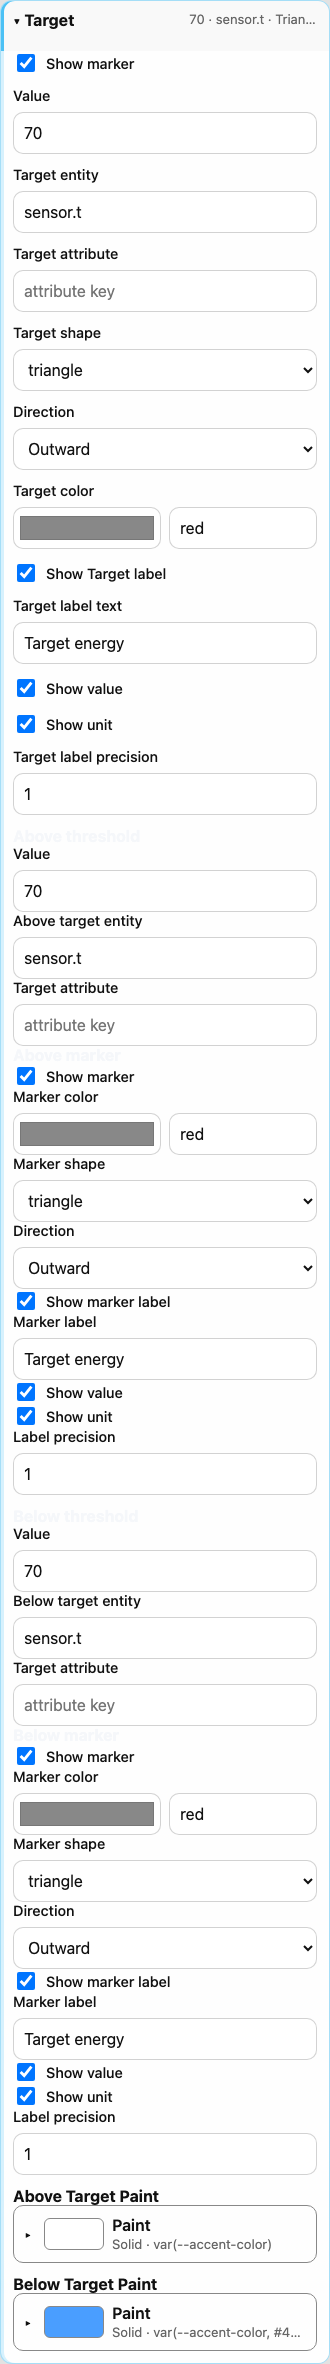 ▾ Target 70 · sensor.t · Trian...
Show marker
Value
70
Target entity
sensor.t
Target attribute
attribute key
Target shape
triangle
Direction
Outward
Target color
red
Show Target label
Target label text
Target energy
Show value
Show unit
Target label precision
1
Above threshold
Value
70
Above target entity
sensor.t
Target attribute
attribute key
Above marker
Show marker
Marker color
red
Marker shape
triangle
Direction
Outward
Show marker label
Marker label
Target energy
Show value
Show unit
Label precision
1
Below threshold
Value
70
Below target entity
sensor.t
Target attribute
attribute key
Below marker
Show marker
Marker color
red
Marker shape
triangle
Direction
Outward
Show marker label
Marker label
Target energy
Show value
Show unit
Label precision
1
Above Target Paint
Paint
Solid · var(--accent-color)
Below Target Paint
Paint
Solid · var(--accent-color, #4...